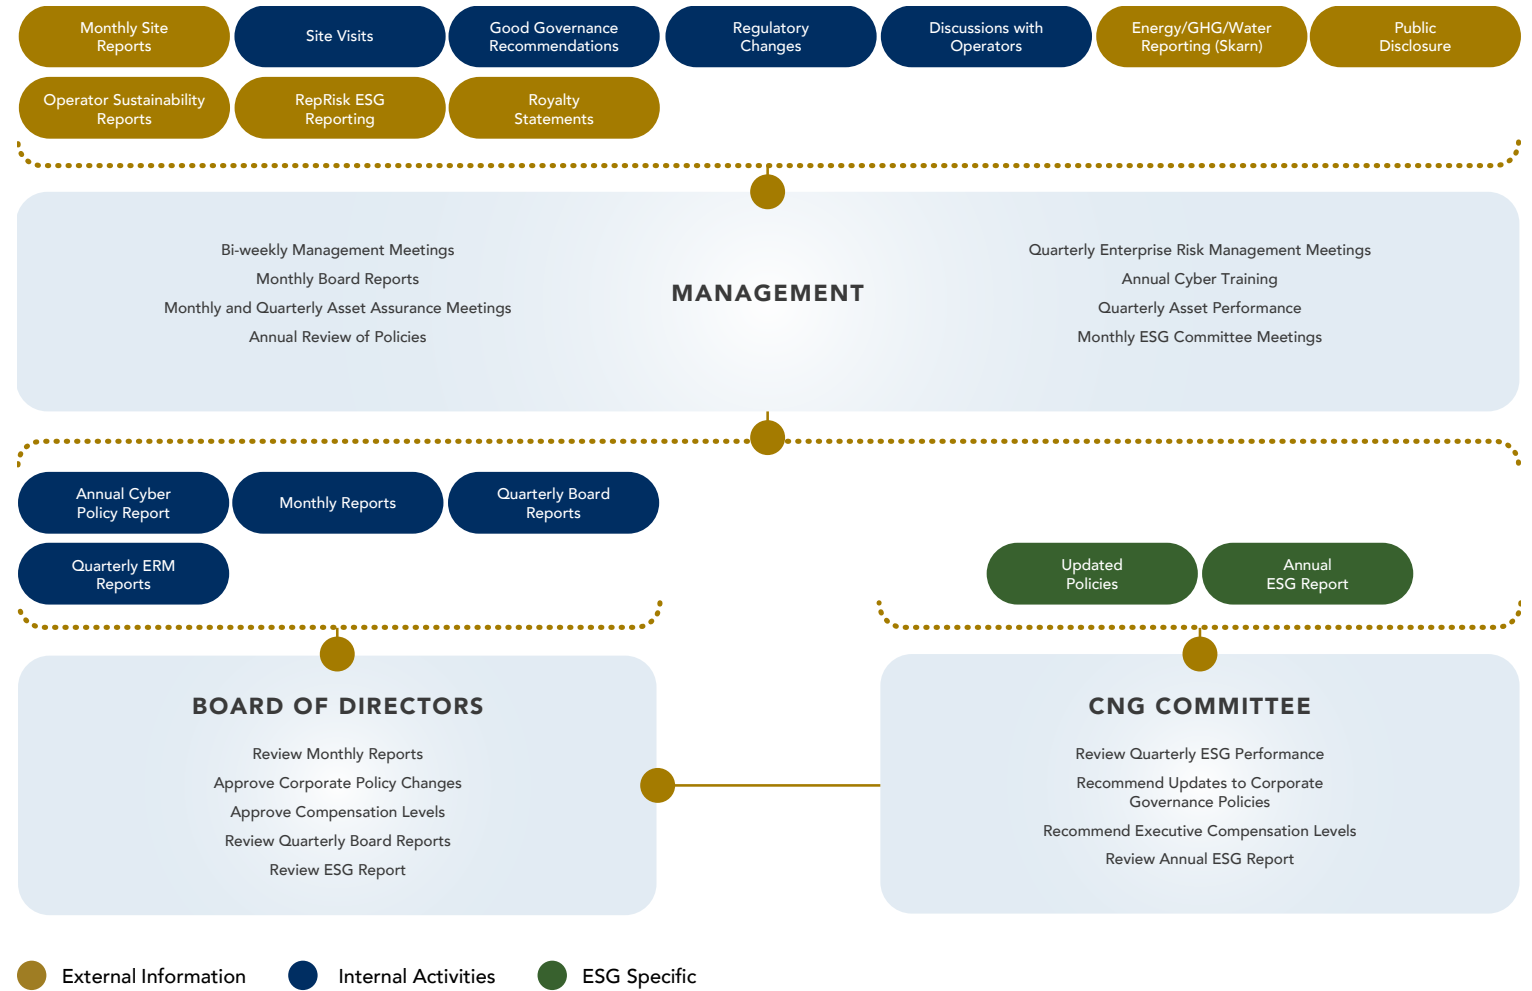 Monthly Site
Reports
Site Visits
Good Governance
Recommendations
Regulatory
Changes
Discussions with
Operators
Energy/GHG/Water
Reporting (Skarn)
Public
Disclosure
Operator Sustainability
Reports
RepRisk ESG
Reporting
Royalty
Statements
Bi-weekly Management Meetings
Monthly Board Reports
Monthly and Quarterly Asset Assurance Meetings
Annual Review of Policies
MANAGEMENT
Quarterly Enterprise Risk Management Meetings
Annual Cyber Training
Quarterly Asset Performance
Monthly ESG Committee Meetings
Annual Cyber
Policy Report
Monthly Reports
Quarterly Board
Reports
Quarterly ERM
Reports
Updated
Policies
Annual
ESG Report
BOARD OF DIRECTORS
Review Monthly Reports
Approve Corporate Policy Changes
Approve Compensation Levels
Review Quarterly Board Reports
Review ESG Report
CNG COMMITTEE
Review Quarterly ESG Performance
Recommend Updates to Corporate
Governance Policies
Recommend Executive Compensation Levels
Review Annual ESG Report
External Information
Internal Activities
ESG Specific